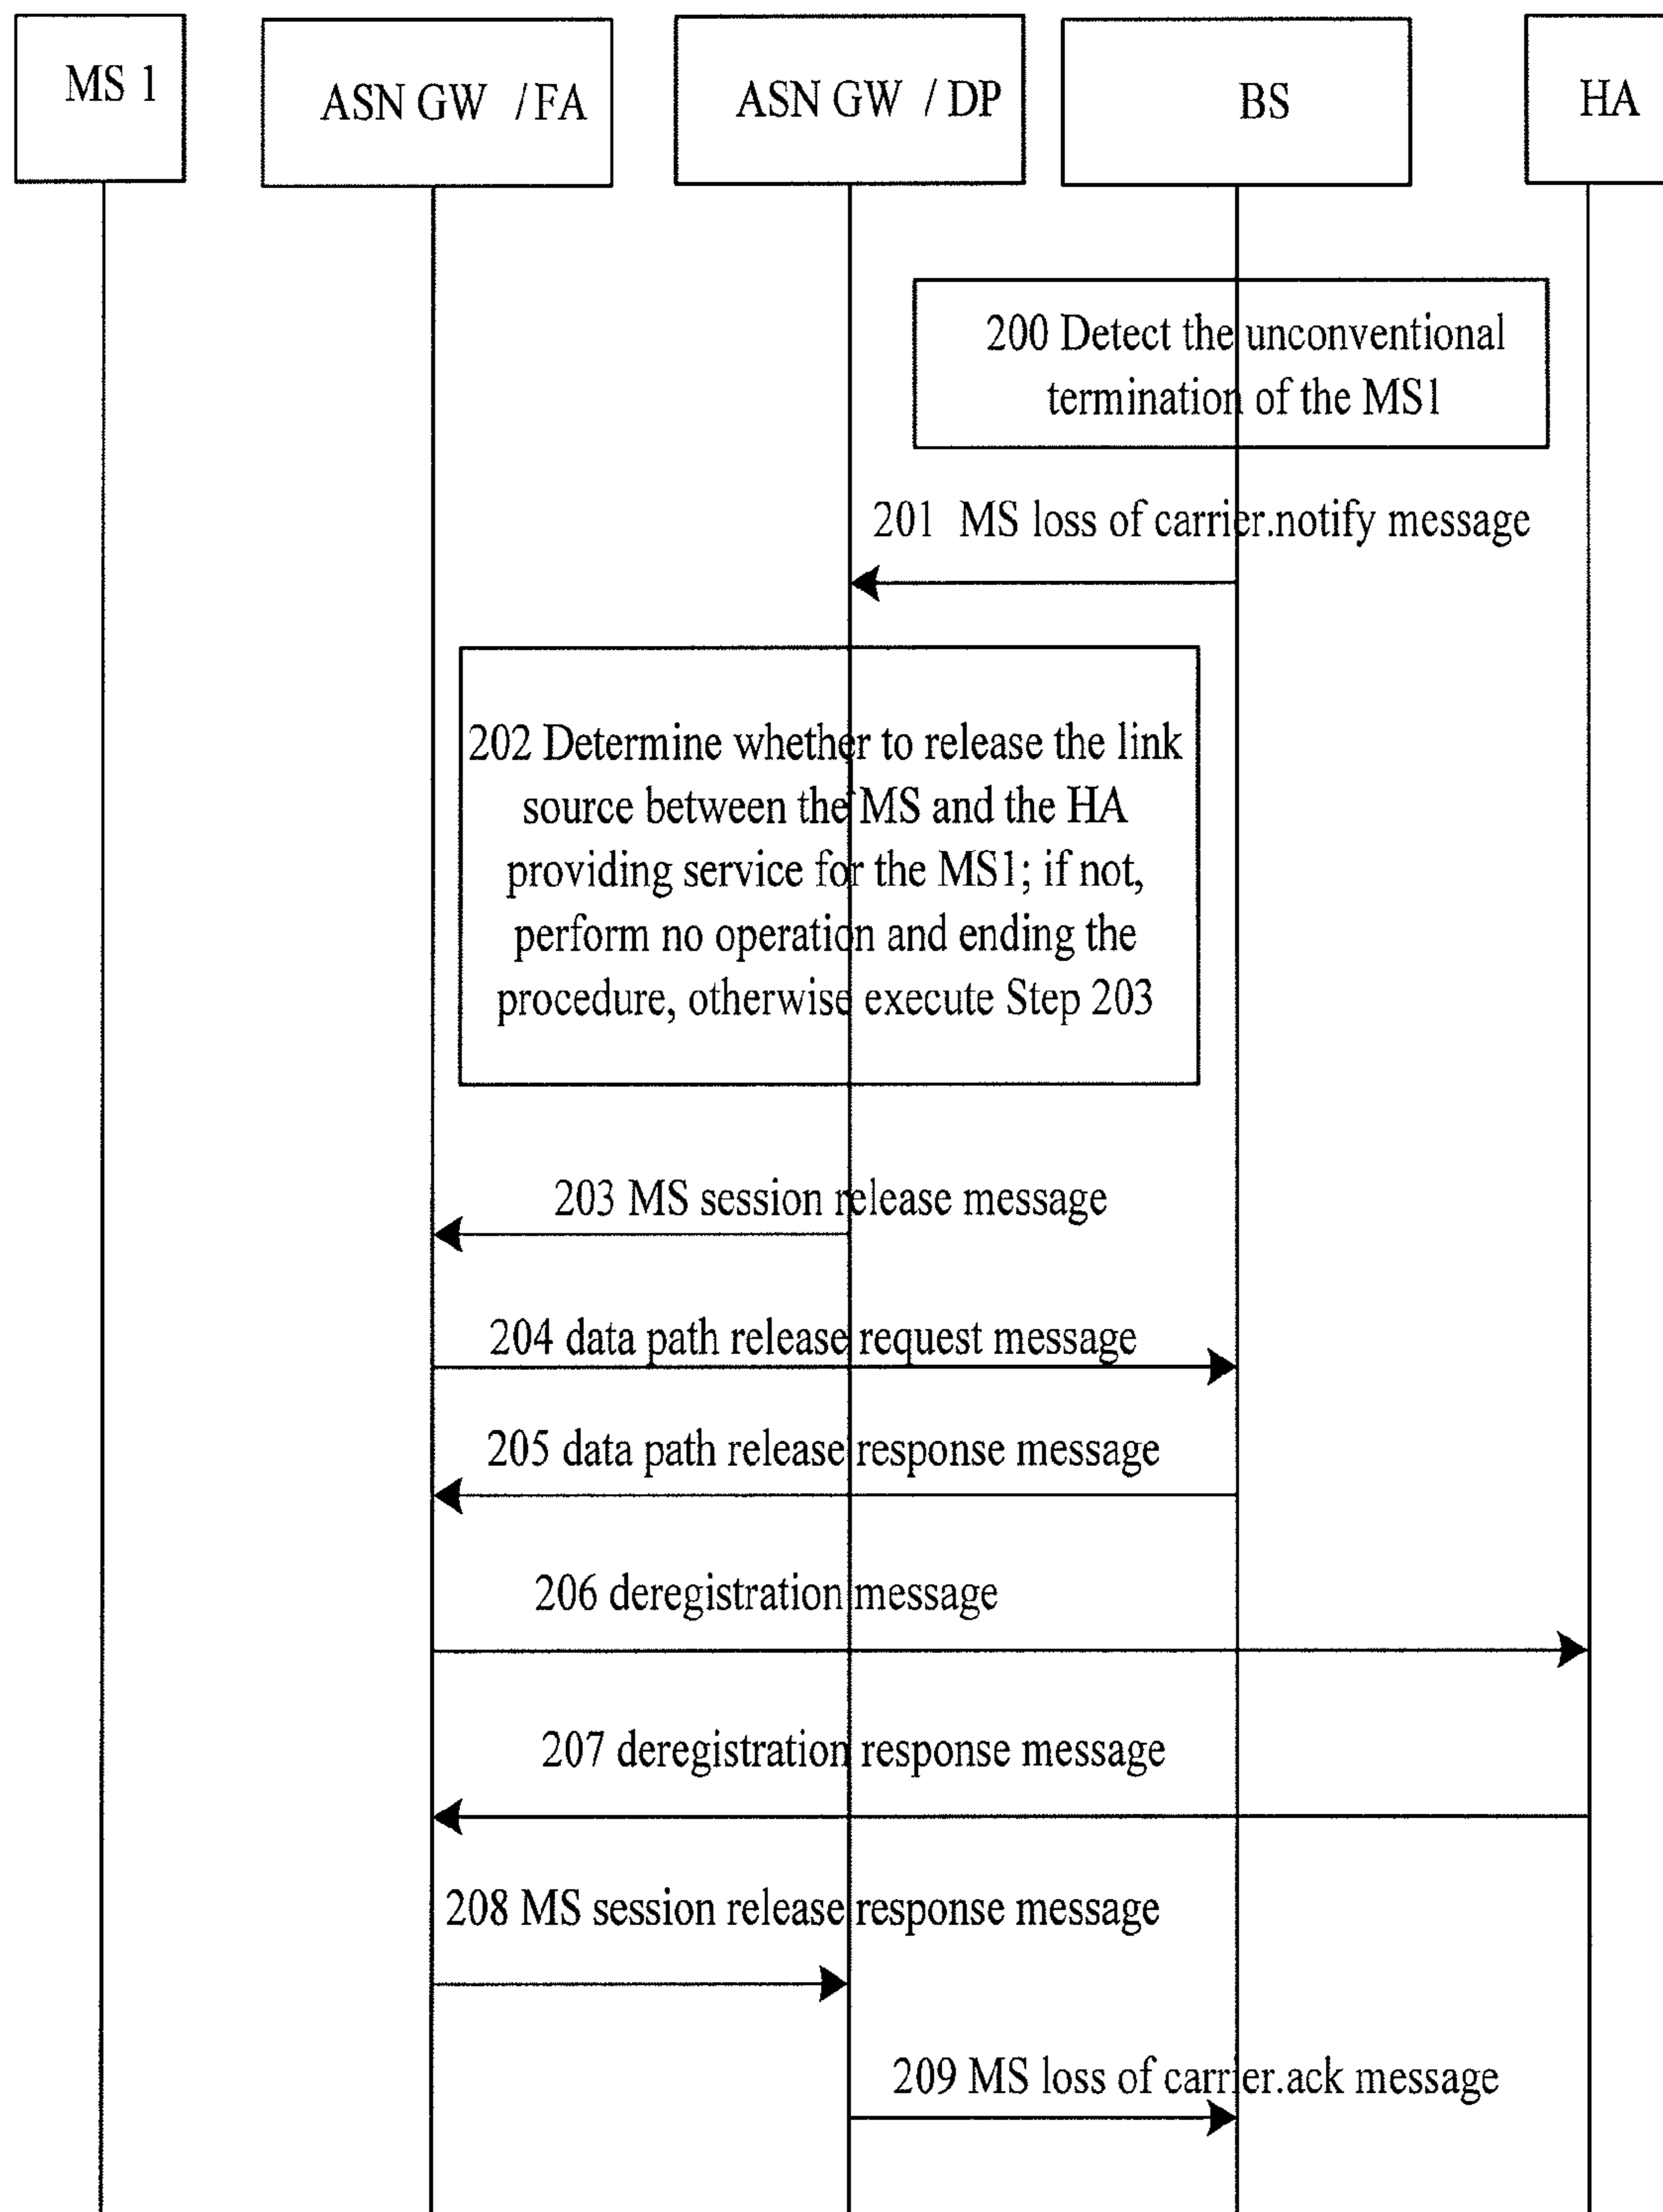 MS 1
ASN GW / FA
ASN GW / DP
BS
HA
200 Detect the unconventional
termination of the MS1
201 MS loss of carrier.notify message
202 Determine whether to release the link
source between the MS and the HA
providing service for the MS1; if not,
perform no operation and ending the
procedure, otherwise execute Step 203
203 MS session release message
204 data path release request message
205 data path release response message
206 deregistration message
207 deregistration response message
208 MS session release response message
209 MS loss of carrier.ack message